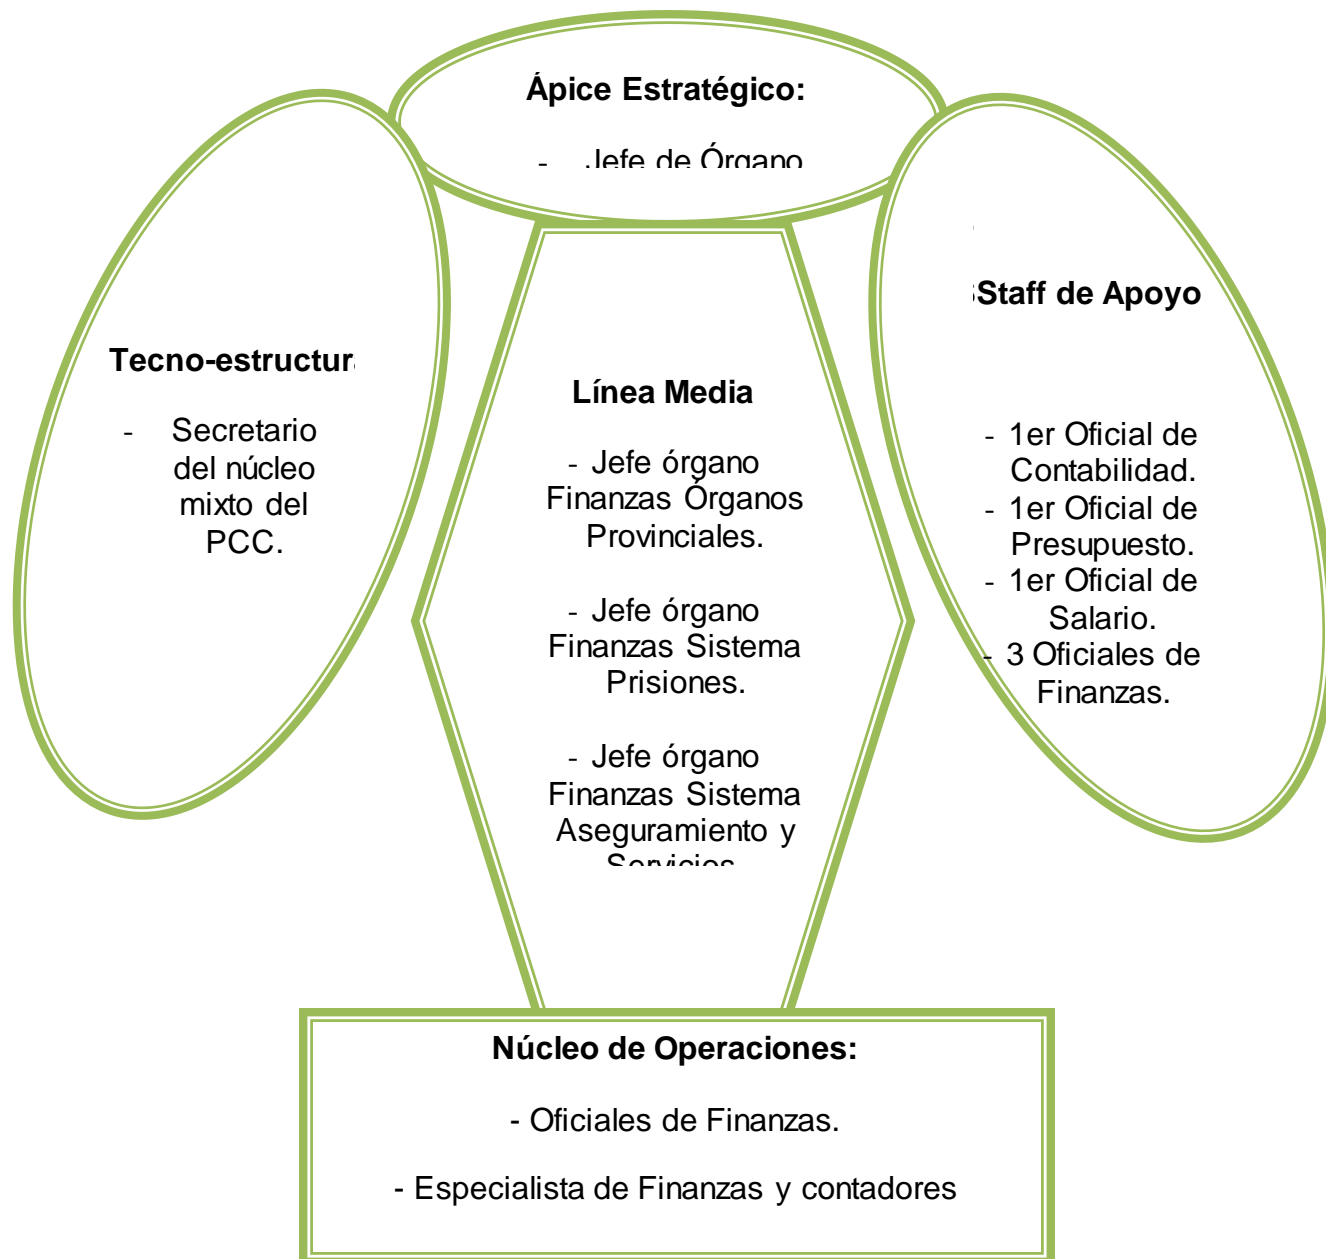 Ápice Estratégico:
- Jefe de Órgano
Tecno-estructura
- Secretario
del núcleo
mixto del
PCC.
Línea Media
- Jefe órgano
Finanzas Órganos
Provinciales.
- Jefe órgano
Finanzas Sistema
Prisiones.
- Jefe órgano
Finanzas Sistema
Aseguramiento y
Servicios
Staff de Apoyo
- 1er Oficial de
Contabilidad.
- 1er Oficial de
Presupuesto.
- 1er Oficial de
Salario.
- 3 Oficiales de
Finanzas.
Núcleo de Operaciones:
- Oficiales de Finanzas.
- Especialista de Finanzas y contadores